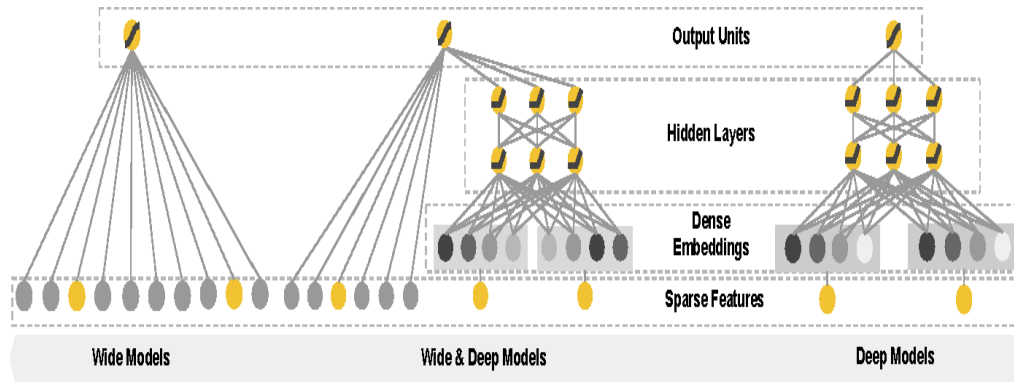 Output Units
Hidden Layers
Dense
Embeddings
Sparse Features
Wide Models
Wide & Deep Models
Deep Models